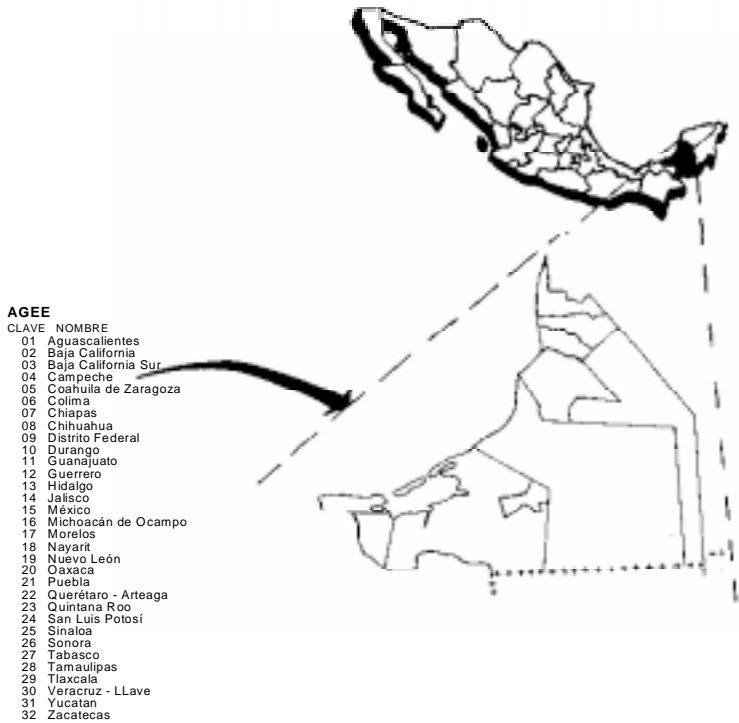 AGEE
CLAVE NOMBRE
01 Aguascalientes
02 Baja California
03 Baja California Sur
04 Campeche
05 Coahuila de Zaragoza
06 Colima
07 Chiapas
08 Chihuahua
09 Distrito Federal
10 Durango
11 Guanajuato
12 Guerrero
13 Hidalgo
14 Jalisco
15 México
16 Michoacán de Ocampo
17 Morelos
18 Nayarit
19 Nuevo León
20 Oaxaca
21 Puebla
22 Querétaro - Arteaga
23 Quintana Roo
24 San Luis Potosí
25 Sinaloa
26 Sonora
27 Tabasco
28 Tamaulipas
29 Tlaxcala
30 Veracruz - LLave
31 Yucatan
32 Zacatecas